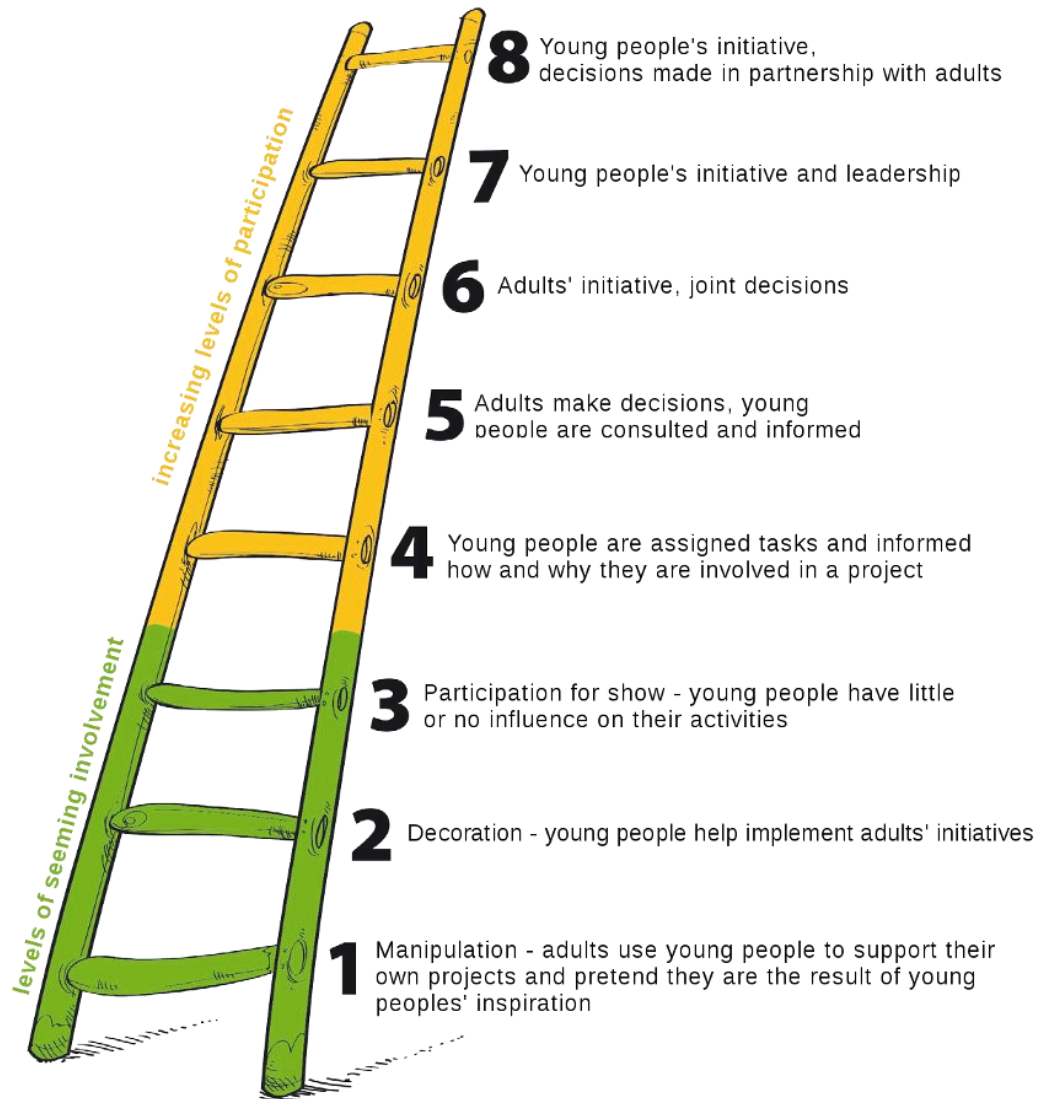 8
Young people's initiative,
decisions made in partnership with adults
7
Young people's initiative and leadership
6
Adults' initiative, joint decisions
5
Adults make decisions, young
people are consulted and informed
4
Young people are assigned tasks and informed
how and why they are involved in a project
3
Participation for show - young people have little
or no influence on their activities
2
Decoration - young people help implement adults' initiatives
1
Manipulation - adults use young people to support their
own projects and pretend they are the result of young
peoples' inspiration
increasing levels of participation
levels of seeming involvement